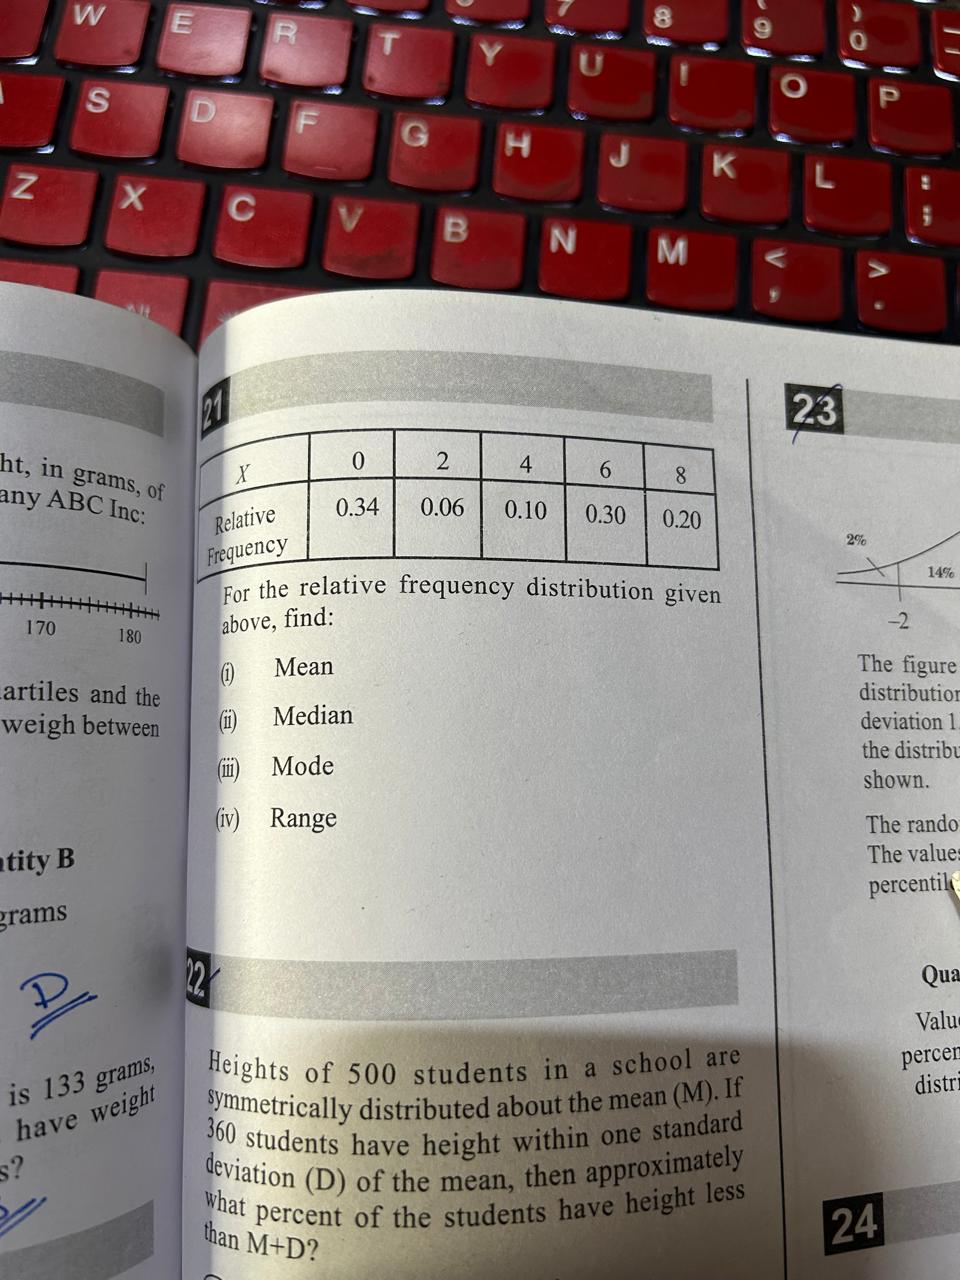 W E R T Y U I O P
7 8 9 ) 0
S D F G H J K L : ;
Z X C V B N M < , > .
ht, in grams, of
any ABC Inc:
170 180
artiles and the
weigh between
ntity B
grams
D
is 133 grams,
have weight
s?
21
X 0 2 4 6 8
Relative Frequency 0.34 0.06 0.10 0.30 0.20
For the relative frequency distribution given
above, find:
(i) Mean
(ii) Median
(iii) Mode
(iv) Range
22
Heights of 500 students in a school are
symmetrically distributed about the mean (M). If
360 students have height within one standard
deviation (D) of the mean, then approximately
what percent of the students have height less
than M+D?
23
2%
14%
–2
The figure
distribution
deviation 1.
the distribu
shown.
The rando
The values
percentil
Qua
Value
percen
distri
24